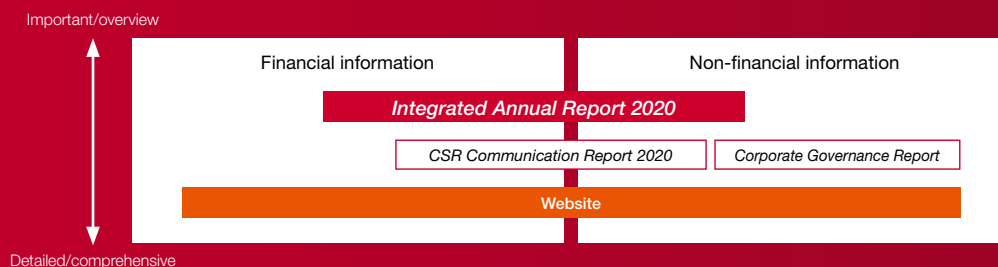 Important/overview
Financial information
Non-financial information
Integrated Annual Report 2020
CSR Communication Report 2020
Corporate Governance Report
Website
Detailed/comprehensive